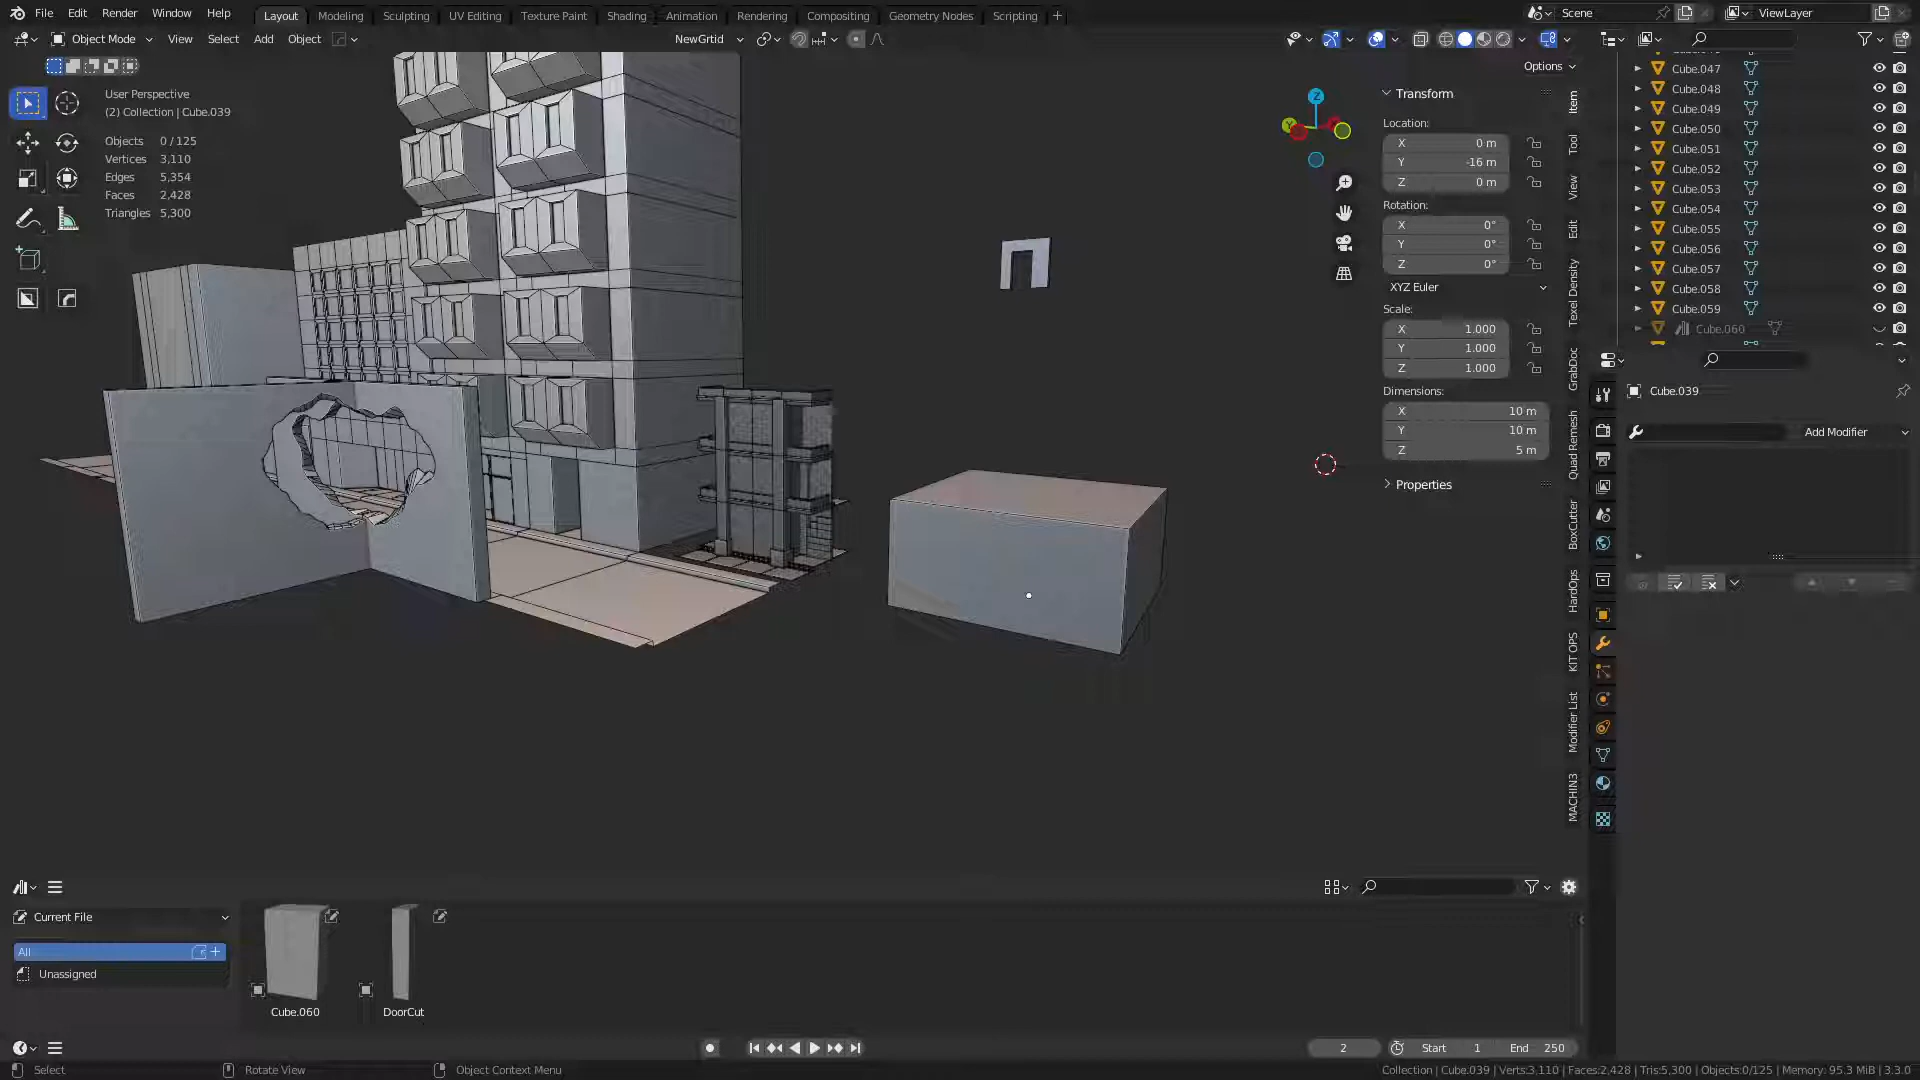 File Edit Render Window Help
Layout Modeling Sculpting UV Editing Texture Paint Shading Animation Rendering Compositing Geometry Nodes Scripting +
Scene
ViewLayer
Object Mode View Select Add Object
NewGrtid
Options
User Perspective
(2) Collection | Cube.039
Objects 0 / 125
Vertices 3,110
Edges 5,354
Faces 2,428
Triangles 5,300
Z
Transform
Location:
X 0 m
Y -16 m
Z 0 m
Rotation:
X 0°
Y 0°
Z 0°
XYZ Euler
Scale:
X 1.000
Y 1.000
Z 1.000
Dimensions:
X 10 m
Y 10 m
Z 5 m
Properties
Item
Tool
View
Edit
Texel Density
GrabDoc
Quad Remesh
BoxCutter
HardOps
KIT OPS
Modifier List
MACHIN3
Cube.047
Cube.048
Cube.049
Cube.050
Cube.051
Cube.052
Cube.053
Cube.054
Cube.055
Cube.056
Cube.057
Cube.058
Cube.059
Cube.060
Cube.039
Add Modifier
Current File
All
Unassigned
Cube.060
DoorCut
2 Start 1 End 250
Select Rotate View Object Context Menu
Collection | Cube.039 | Verts:3,110 | Faces:2,428 | Tris:5,300 | Objects:0/125 | Memory: 95.3 MiB | 3.3.0